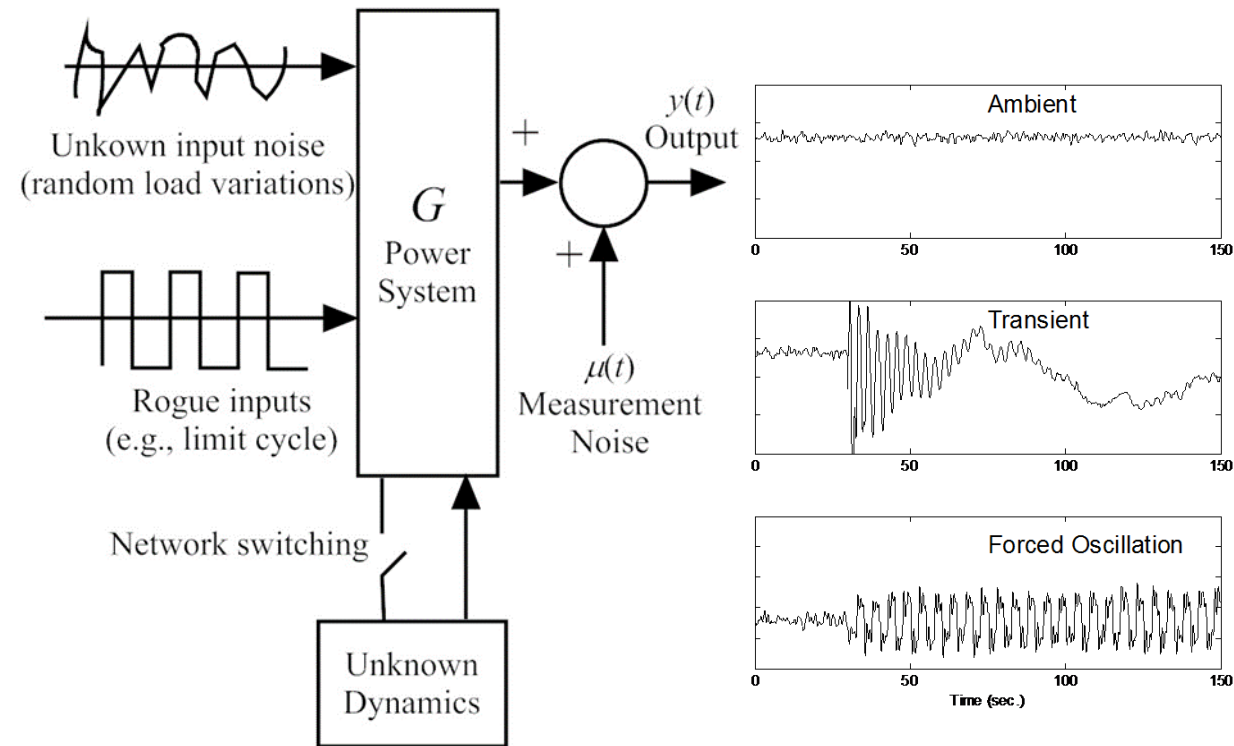 Unkown input noise
(random load variations)
Rogue inputs
(e.g., limit cycle)
G
Power
System
Network switching
Unknown
Dynamics
+
+
μ(t)
Measurement
Noise
y(t)
Output
Ambient
0 50 100 150
Transient
0 50 100 150
Forced Oscillation
0 50 100 150
Time (sec.)